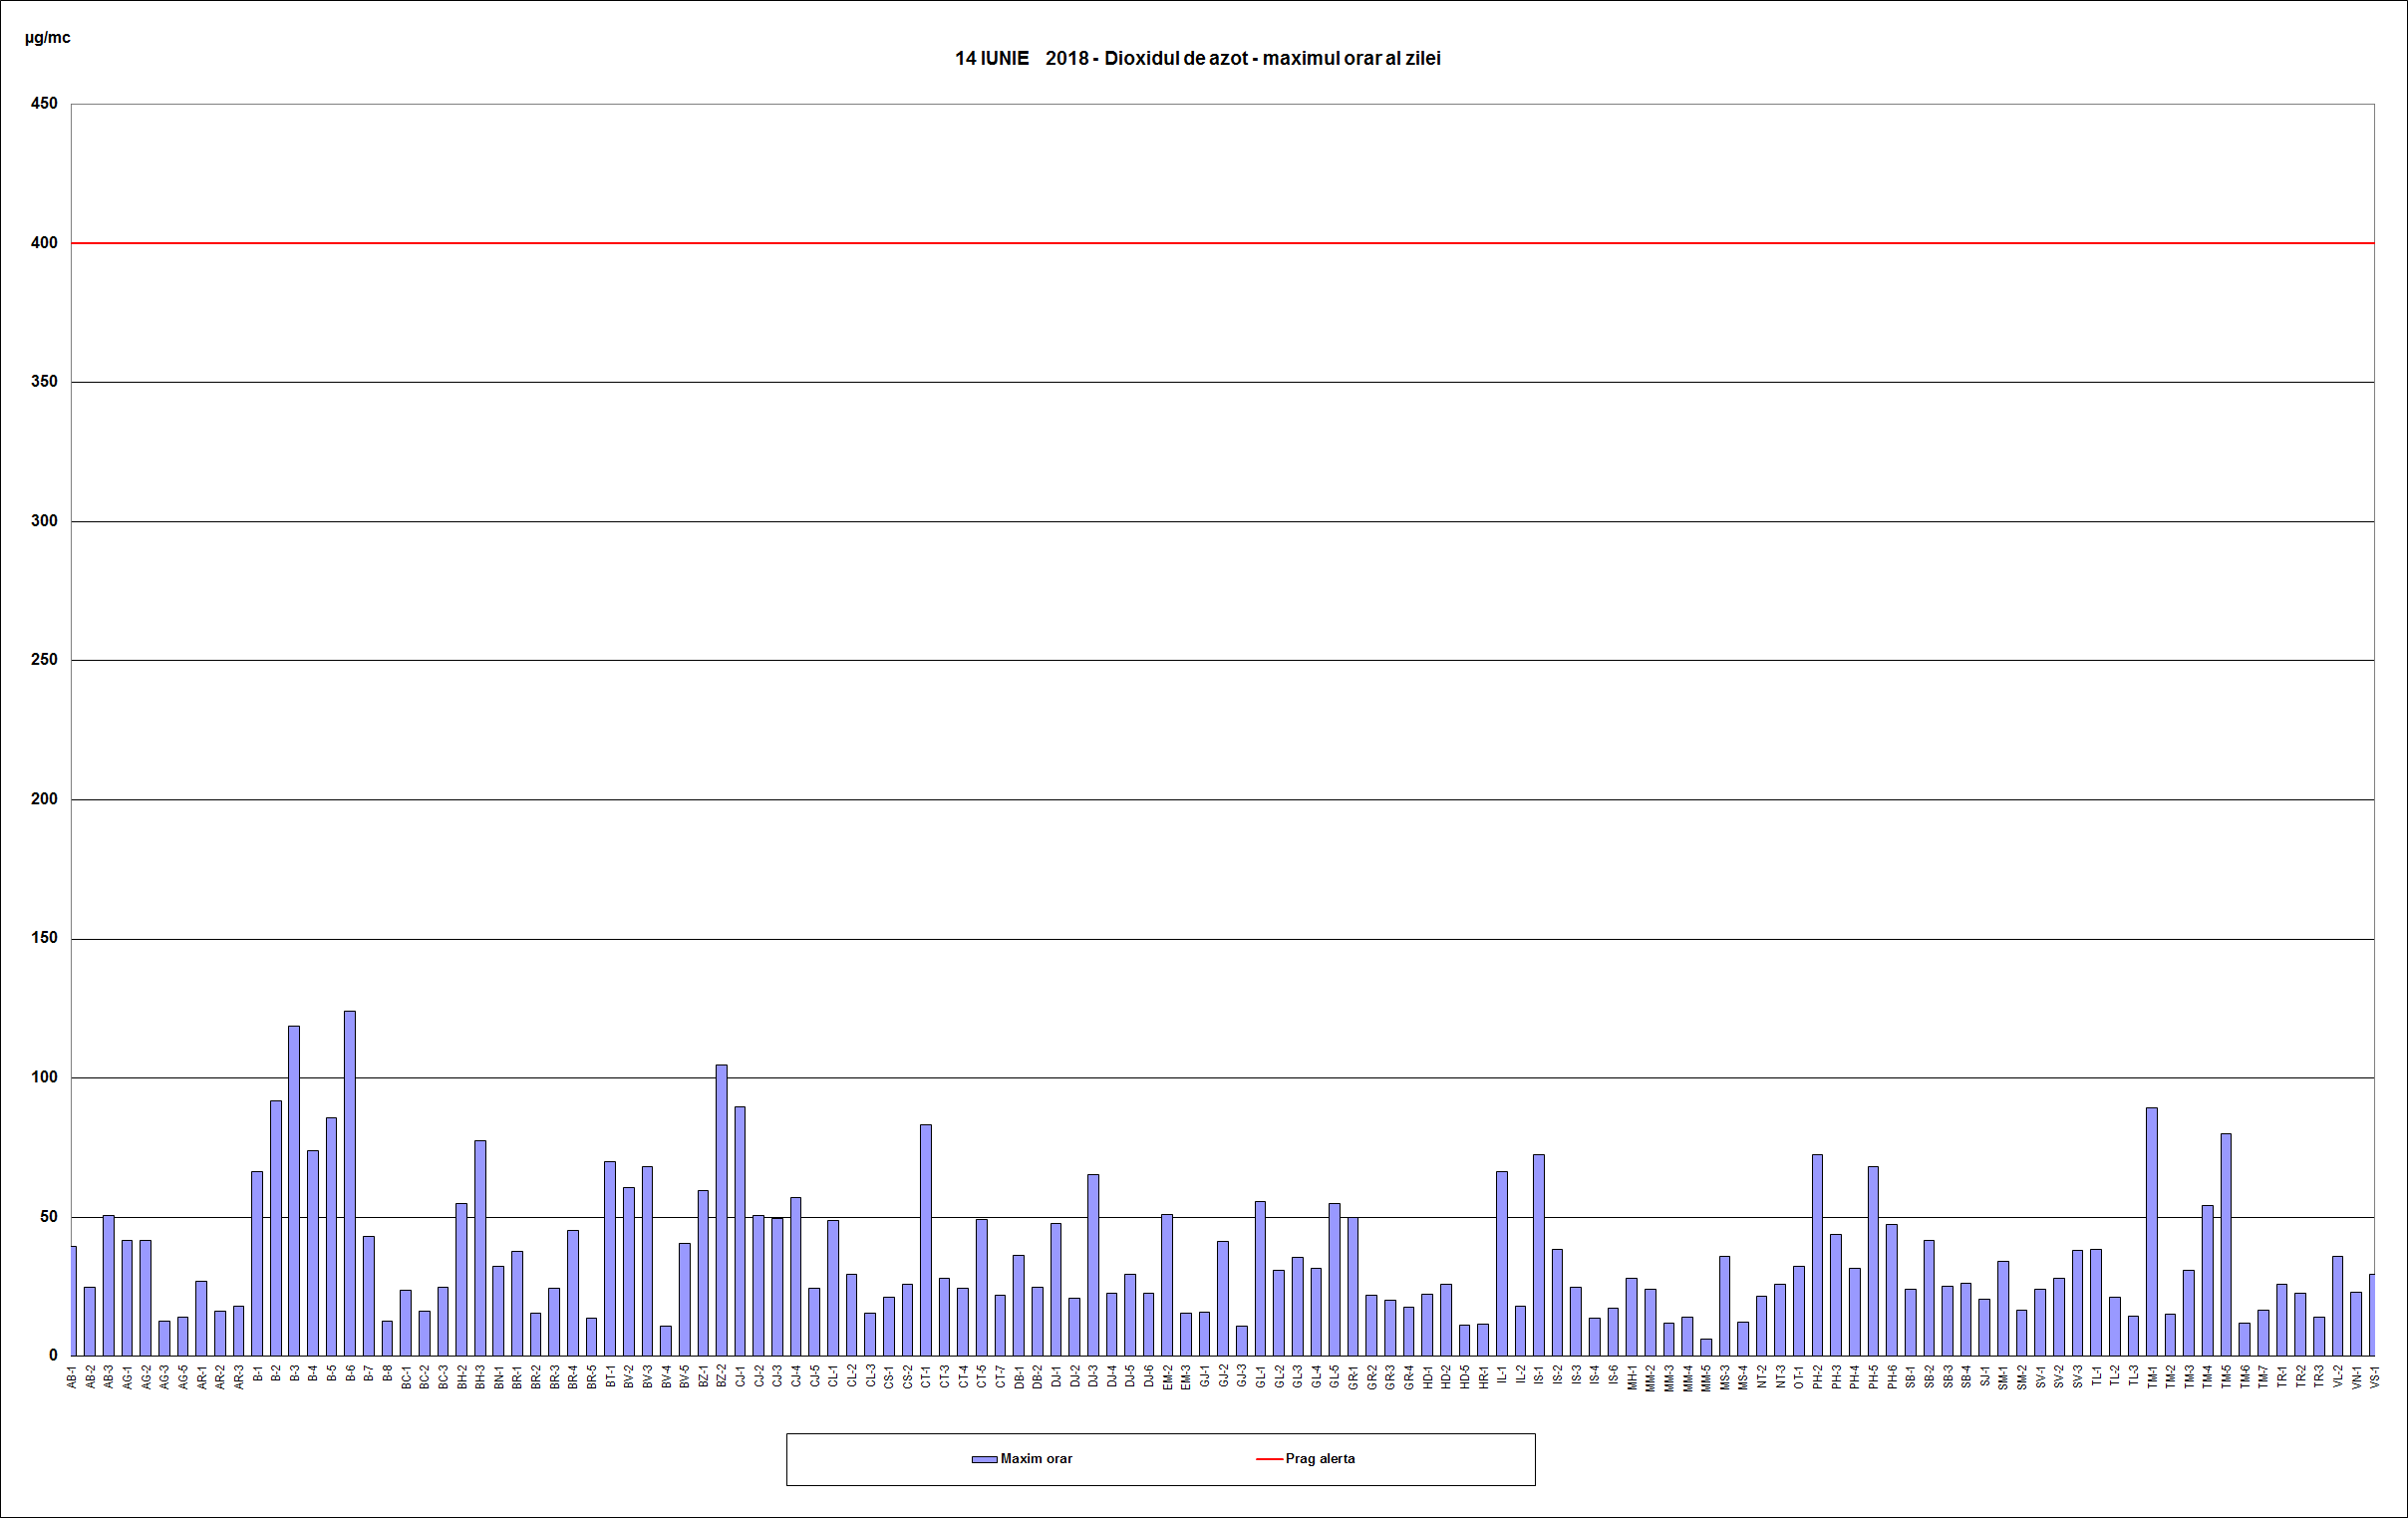 µg/mc
14 IUNIE 2018 - Dioxidul de azot - maximul orar al zilei
450
400
350
300
250
200
150
100
50
0
AB-1 AB-2 AB-3 AG-1 AG-2 AG-3 AG-5 AR-1 AR-2 AR-3 B-1 B-2 B-3 B-4 B-5 B-6 B-7 B-8 BC-1 BC-2 BC-3 BH-2 BH-3 BN-1 BR-1 BR-2 BR-3 BR-4 BR-5 BT-1 BV-2 BV-3 BV-4 BV-5 BZ-1 BZ-2 CJ-1 CJ-2 CJ-3 CJ-4 CJ-5 CL-1 CL-2 CL-3 CS-1 CS-2 CT-1 CT-3 CT-4 CT-5 CT-7 DB-1 DB-2 DJ-1 DJ-2 DJ-3 DJ-4 DJ-5 DJ-6 EM-2 EM-3 GJ-1 GJ-2 GJ-3 GL-1 GL-2 GL-3 GL-4 GL-5 GR-1 GR-2 GR-3 GR-4 HD-1 HD-2 HD-5 HR-1 IL-1 IL-2 IS-1 IS-2 IS-3 IS-4 IS-6 MH-1 MM-2 MM-3 MM-4 MM-5 MS-3 MS-4 NT-2 NT-3 OT-1 PH-2 PH-3 PH-4 PH-5 PH-6 SB-1 SB-2 SB-3 SB-4 SJ-1 SM-1 SM-2 SV-1 SV-2 SV-3 TL-1 TL-2 TL-3 TM-1 TM-2 TM-3 TM-4 TM-5 TM-6 TM-7 TR-1 TR-2 TR-3 VL-2 VN-1 VS-1
Maxim orar Prag alerta